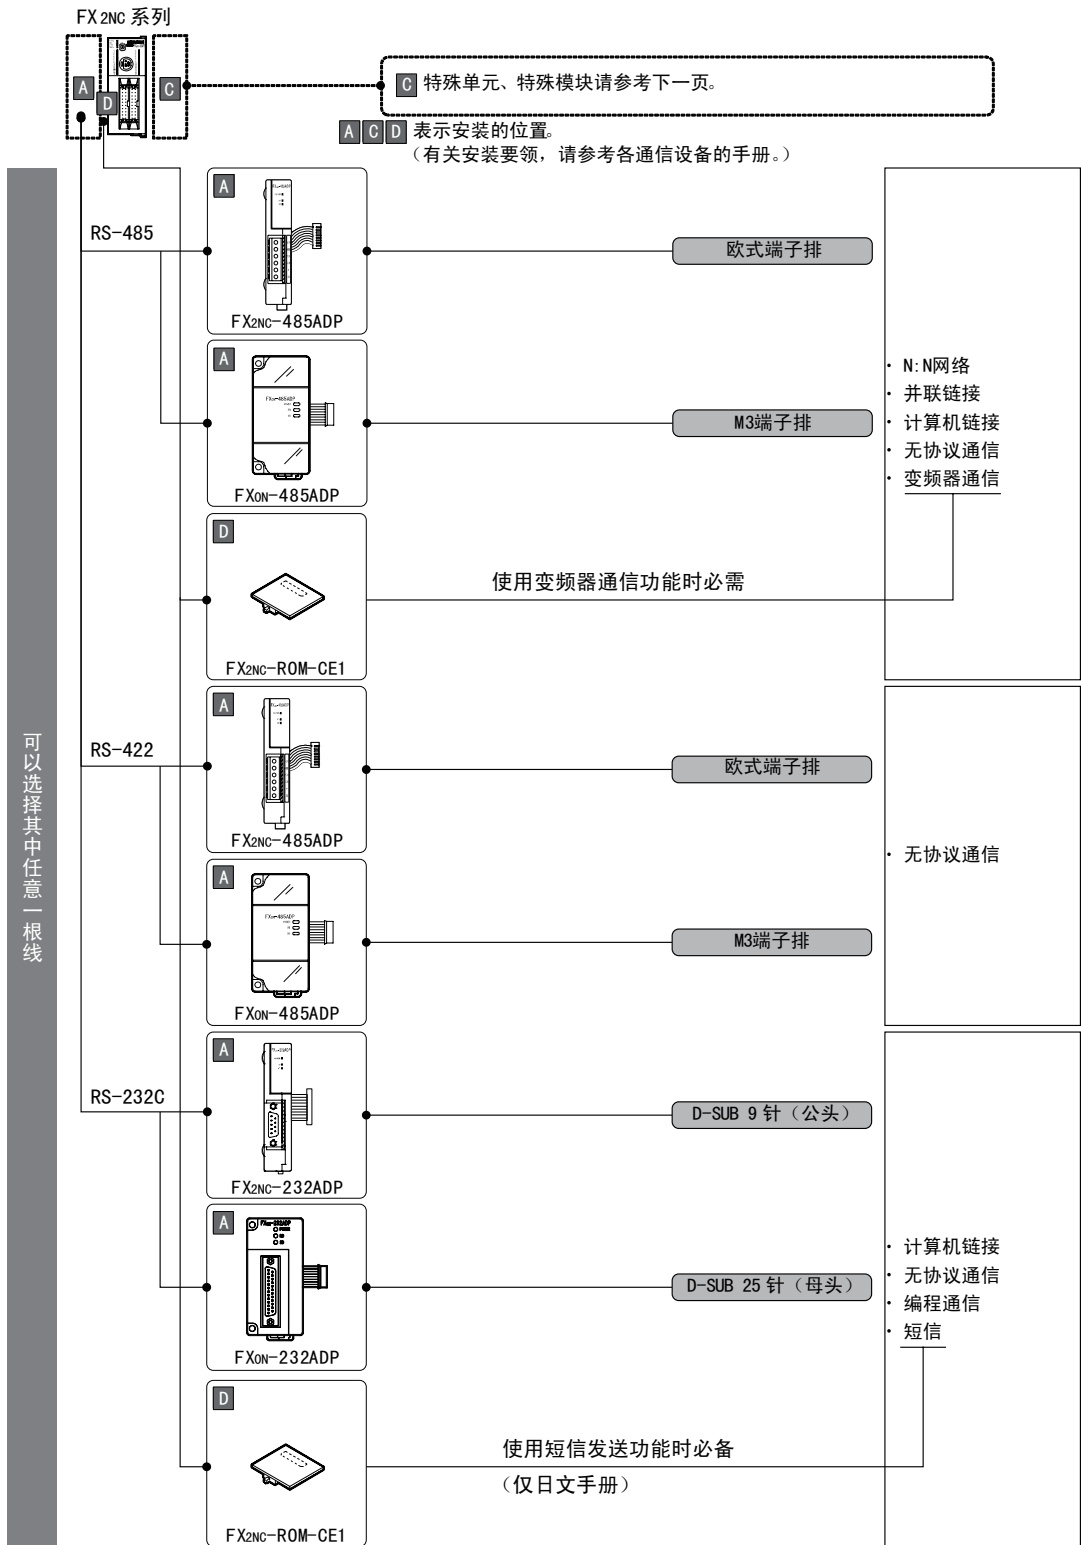 FX2NC 系列
A
D
C
C 特殊单元、特殊模块请参考下一页。
A C D 表示安装的位置。
（有关安装要领，请参考各通信设备的手册。）
可以选择其中任意一根线
RS-485
A
FX2NC-485ADP
欧式端子排
A
FX0N-485ADP
FX0N-485ADP
M3端子排
· N:N网络
· 并联链接
· 计算机链接
· 无协议通信
· 变频器通信
D
FX2NC-ROM-CE1
使用变频器通信功能时必需
RS-422
A
FX2NC-485ADP
欧式端子排
A
FX0N-485ADP
FX0N-485ADP
M3端子排
· 无协议通信
RS-232C
A
FX2NC-232ADP
D-SUB 9 针（公头）
A
FX0N-232ADP
FX0N-232ADP
D-SUB 25 针（母头）
· 计算机链接
· 无协议通信
· 编程通信
· 短信
D
FX2NC-ROM-CE1
使用短信发送功能时必备
（仅日文手册）